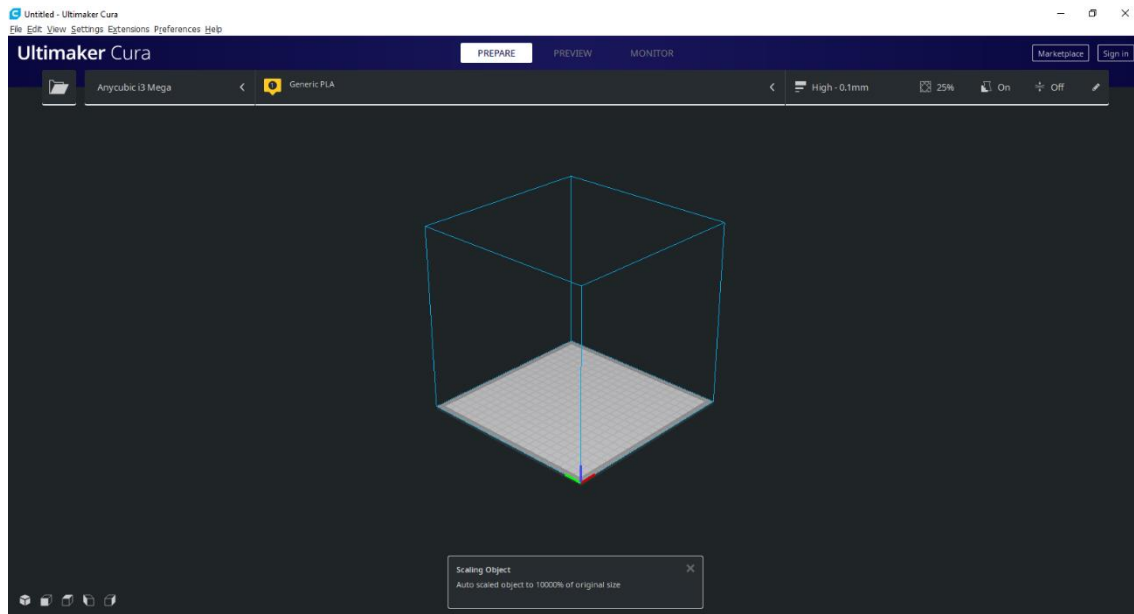 Untitled - Ultimaker Cura
File Edit View Settings Extensions Preferences Help
Ultimaker Cura PREPARE PREVIEW MONITOR Marketplace Sign in
Anycubic i3 Mega Generic PLA High - 0.1mm 25% On Off
Scaling Object
Auto scaled object to 10000% of original size